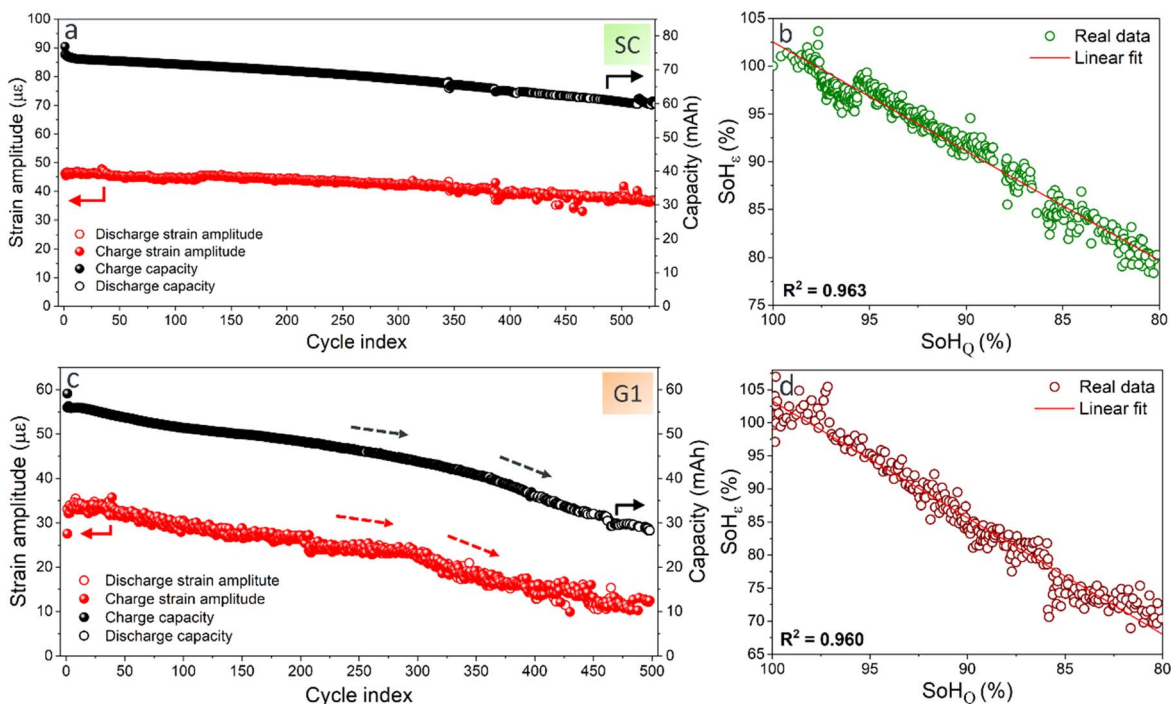 a
SC
Strain amplitude (με)
100
90
80
70
60
50
40
30
20
10
0
Discharge strain amplitude
Charge strain amplitude
Charge capacity
Discharge capacity
0 50 100 150 200 250 300 350 400 450 500
Cycle index
80
70
60
50
40
30
20
10
0
Capacity (mAh)
b
Real data
Linear fit
SoHε (%)
105
100
95
90
85
80
75
R² = 0.963
100 95 90 85 80
SoHQ (%)
c
G1
Strain amplitude (με)
60
50
40
30
20
10
0
Discharge strain amplitute
Charge strain amplitude
Charge capacity
Discharge capacity
0 50 100 150 200 250 300 350 400 450 500
Cycle index
60
50
40
30
20
10
0
Capacity (mAh)
d
Real data
Linear fit
SoHε (%)
105
100
95
90
85
80
75
70
65
R² = 0.960
100 95 90 85 80
SoHQ (%)